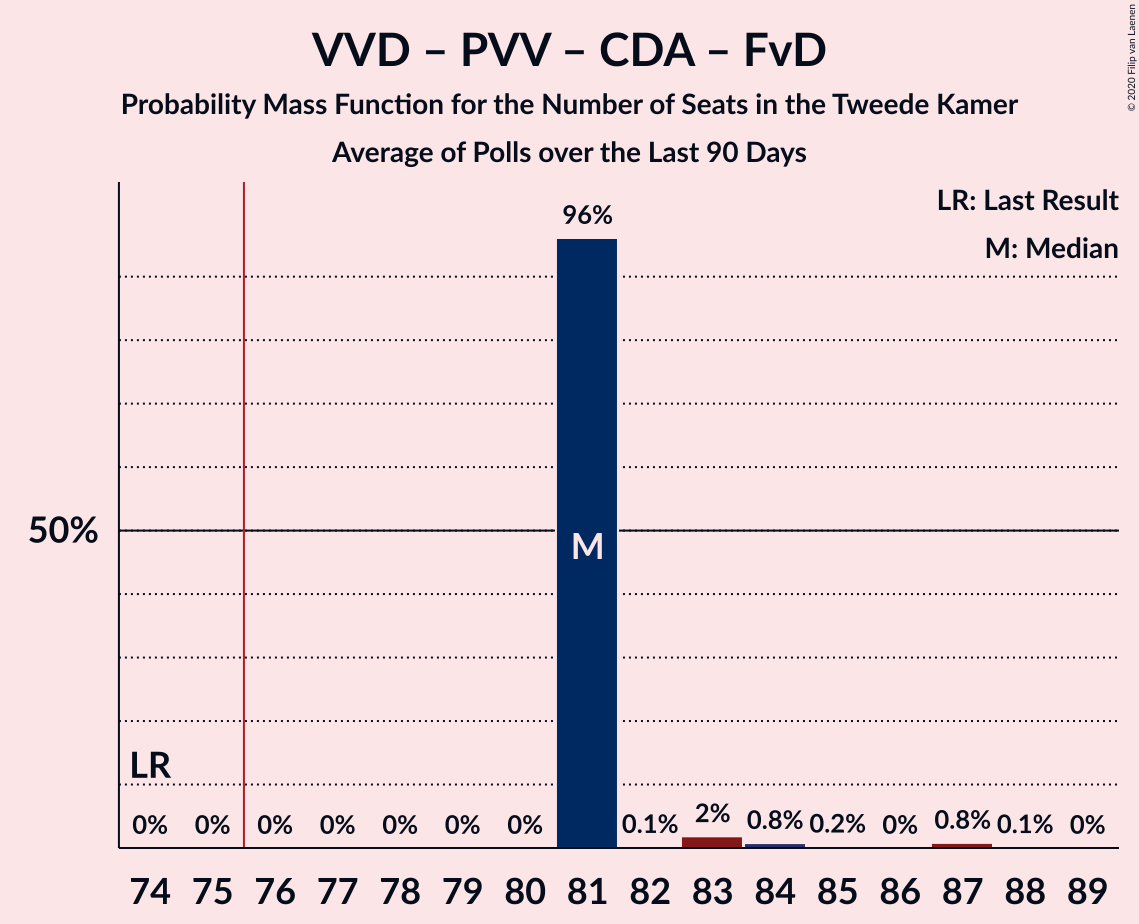 VVD – PVV – CDA – FvD
Probability Mass Function for the Number of Seats in the Tweede Kamer
Average of Polls over the Last 90 Days
© 2020 Filip van Laenen
LR: Last Result
M: Median
96%
50%
M
LR
0% 0% 0% 0% 0% 0% 0% 0.1% 2% 0.8% 0.2% 0% 0.8% 0.1% 0%
74 75 76 77 78 79 80 81 82 83 84 85 86 87 88 89